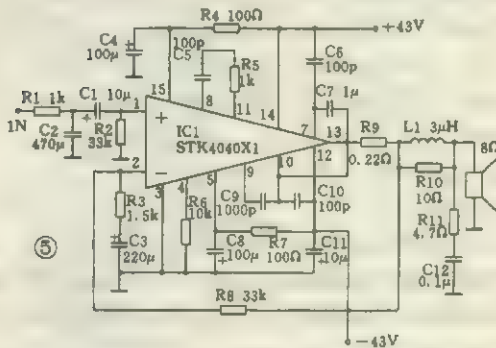 R4 100Ω
+43V
C4
100μ
100p
C5
R5
1k
C6
100p
C7 1μ
15
8
11
14
7
13
R1 1k
C1 10μ
1
1N
C2
470μ
R2
33k
IC1
STK4040X1
R9
0.22Ω
L1 3μH
8Ω
2
3
4
5
9
10
12
R3
1.5k
R6
10k
C9
1000p
C10
100p
R10
10Ω
R11
4.7Ω
⑤
C3
220μ
C8
100μ
R7
100Ω
C11
10μ
C12
0.1μ
R8 33k
-43V